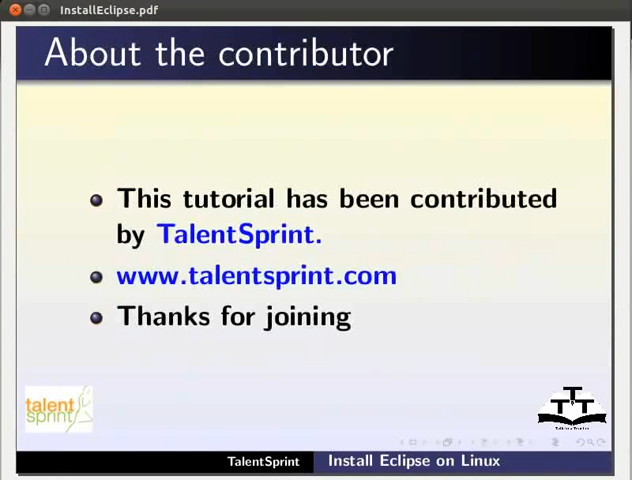 InstallEclipse.pdf
About the contributor
This tutorial has been contributed
by TalentSprint.
www.talentsprint.com
Thanks for joining
talent
sprint
TTT
TalentSprint
Install Eclipse on Linux